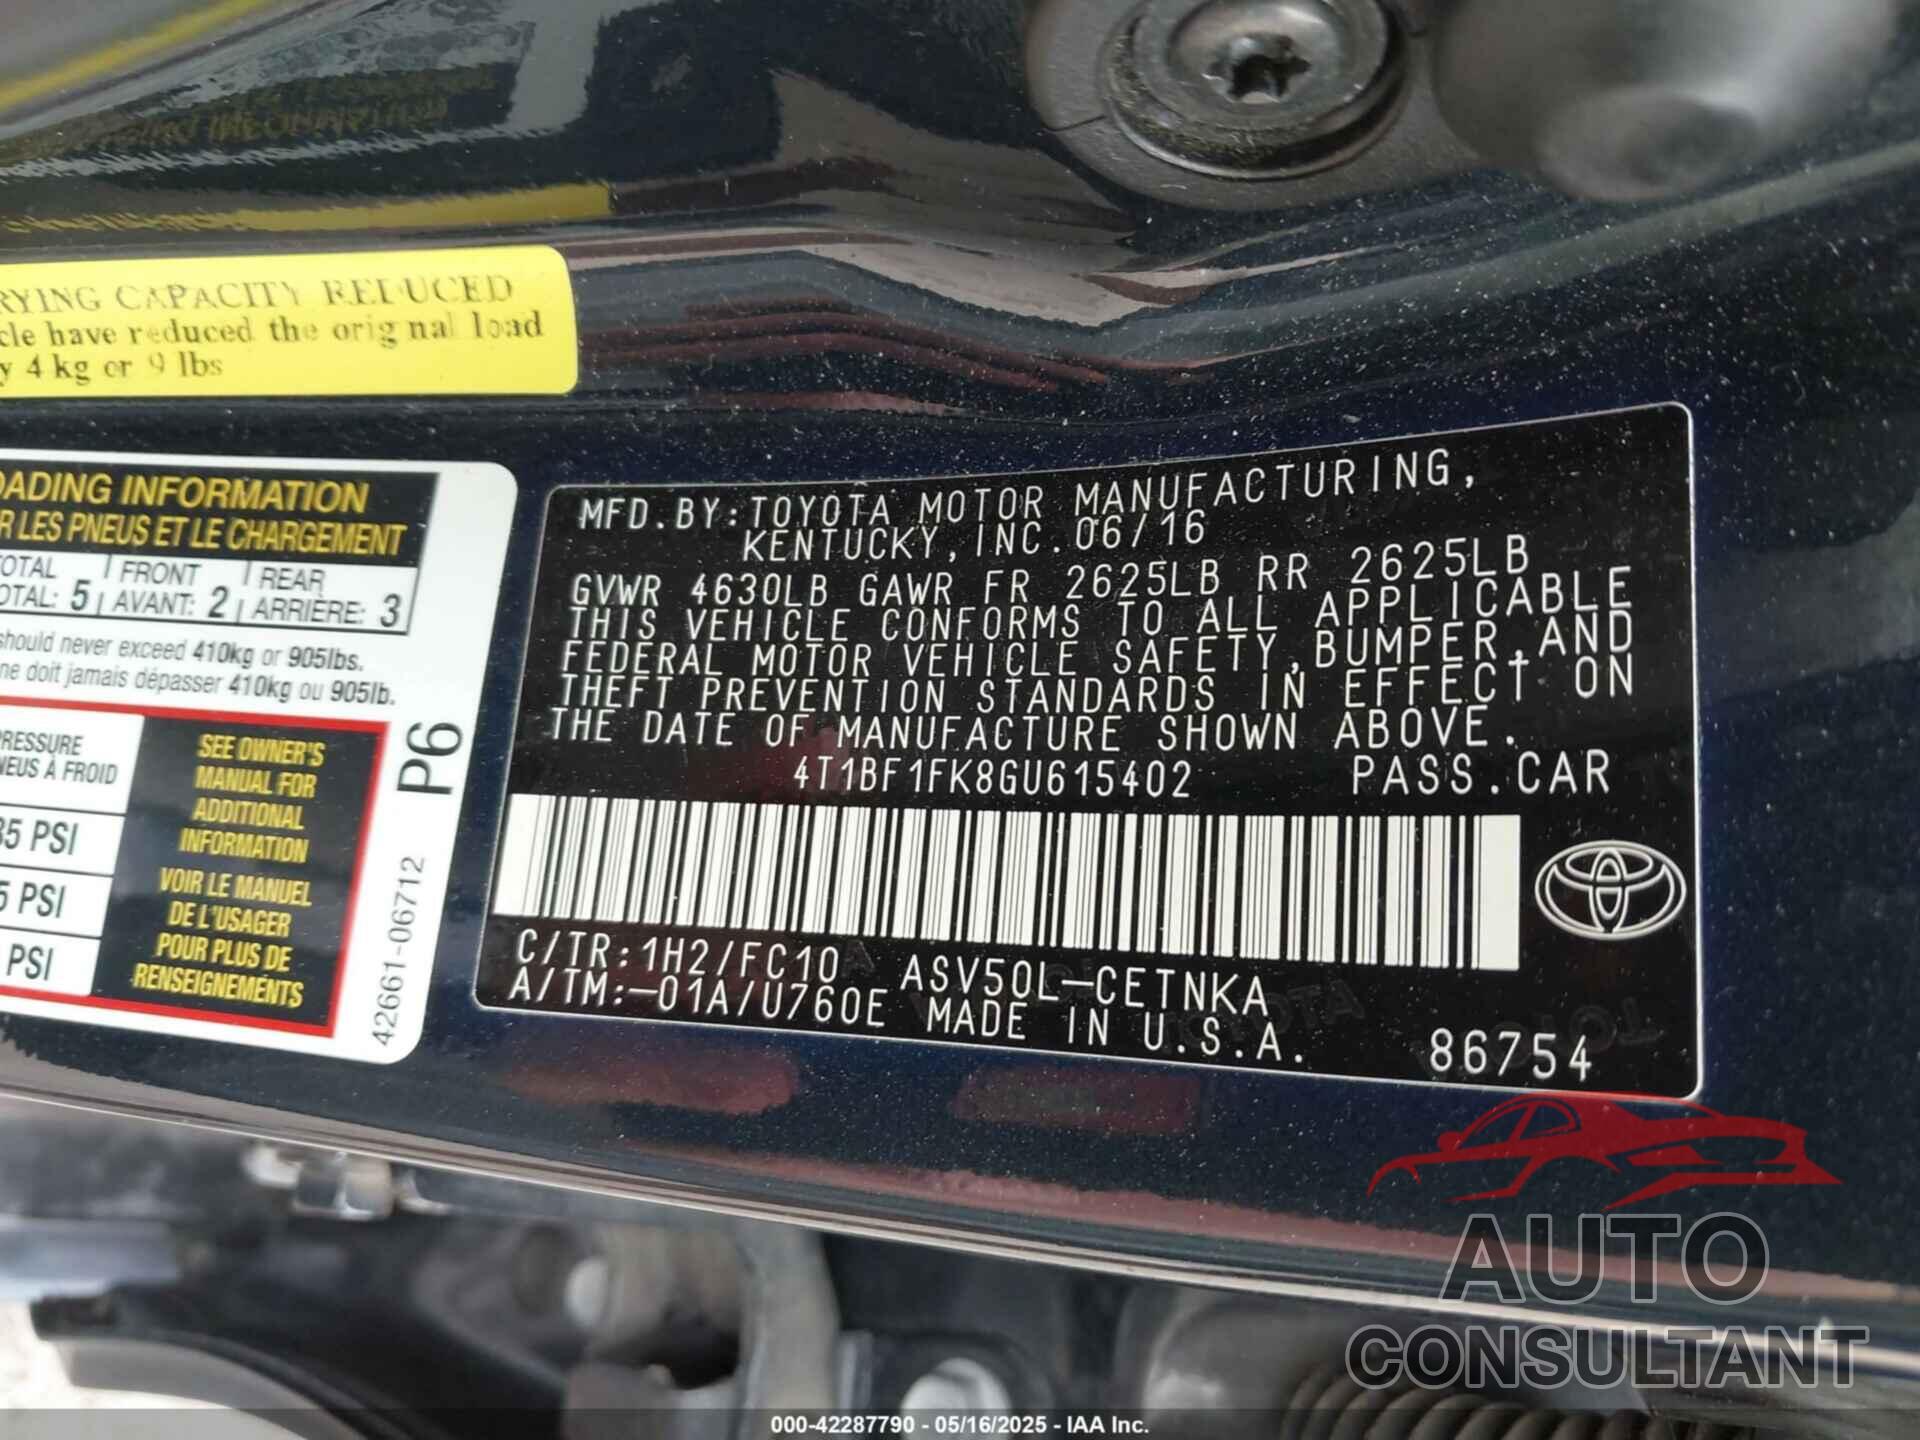 RYING CAPACITY REDUCED
cle have reduced the original load
y 4 kg or 9 lbs
OADING INFORMATION
R LES PNEUS ET LE CHARGEMENT
OTAL FRONT REAR
OTAL: 5 AVANT: 2 ARRIÈRE: 3
should never exceed 410kg or 905lbs.
ne doit jamais dépasser 410kg ou 905lb.
RESSURE
NEUS À FROID
35 PSI
5 PSI
PSI
SEE OWNER'S
MANUAL FOR
ADDITIONAL
INFORMATION
VOIR LE MANUEL
DE L'USAGER
POUR PLUS DE
RENSEIGNEMENTS
P6
42661-06712
MFD.BY:TOYOTA MOTOR MANUFACTURING,
KENTUCKY,INC.06/16
GVWR 4630LB GAWR FR 2625LB RR 2625LB
THIS VEHICLE CONFORMS TO ALL APPLICABLE
FEDERAL MOTOR VEHICLE SAFETY,BUMPER,AND
THEFT PREVENTION STANDARDS IN EFFECT ON
THE DATE OF MANUFACTURE SHOWN ABOVE.
4T1BF1FK8GU615402 PASS.CAR
C/TR:1H2/FC10 ASV50L-CETNKA
A/TM:-01A/U760E MADE IN U.S.A.
86754
AUTO
CONSULTANT
000-42287790 - 05/16/2025 - IAA Inc.